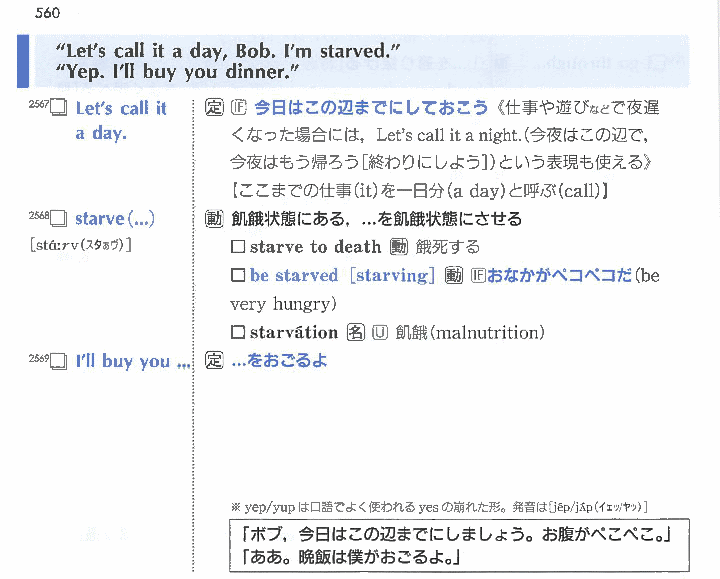 560
"Let's call it a day, Bob. I'm starved."
"Yep. I'll buy you dinner."
2567□ Let's call it a day.
定 IF 今日はこの辺までにしておこう《仕事や遊びなどで夜遅
くなった場合には，Let's call it a night.(今夜はこの辺で，
今夜はもう帰ろう[終わりにしよう])という表現も使える》
【ここまでの仕事(it)を一日分(a day)と呼ぶ(call)】
2568□ starve(...)
[stɑ́:rv(スタぁヴ)]
動 飢餓状態にある，...を飢餓状態にさせる
□ starve to death 動 餓死する
□ be starved [starving] 動 IFおなかがペコペコだ(be
very hungry)
□ starvátion 名 U 飢餓(malnutrition)
2569□ I'll buy you ...
定 ...をおごるよ
※ yep/yup は口語でよく使われる yes の崩れた形。発音は[jép/jʌ́p(イェッ/ヤッ)]
「ボブ，今日はこの辺までにしましょう。お腹がぺこぺこ。」
「ああ。晩飯は僕がおごるよ。」